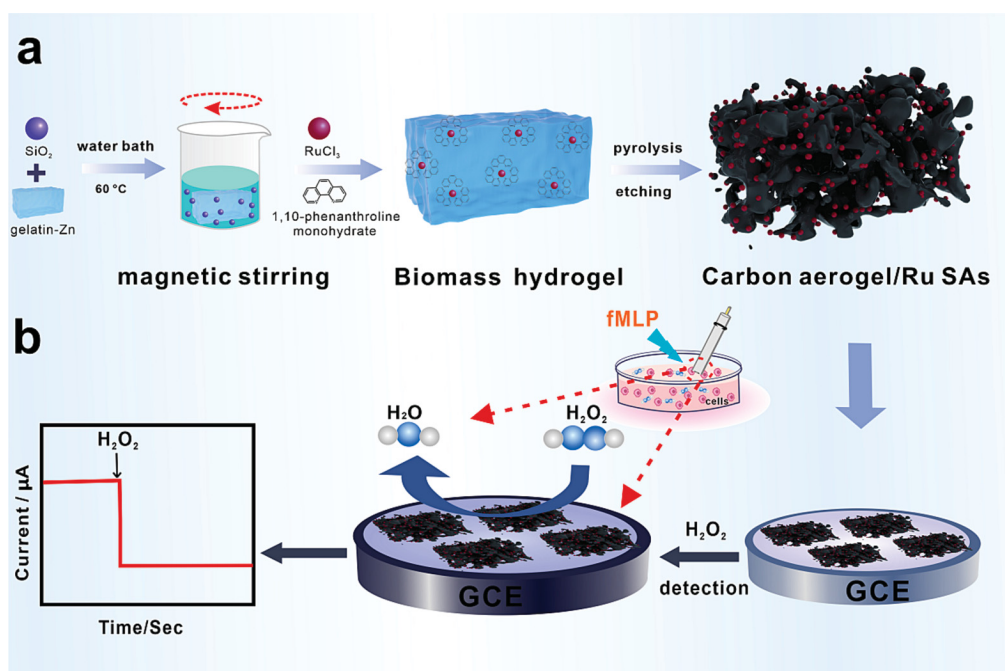 a
SiO₂
+
gelatin-Zn
water bath
60 °C
magnetic stirring
RuCl₃
1,10-phenanthroline
monohydrate
Biomass hydrogel
pyrolysis
etching
Carbon aerogel/Ru SAs
b
fMLP
cells
H₂O
H₂O₂
H₂O₂
Current / μA
Time/Sec
GCE
H₂O₂
detection
GCE